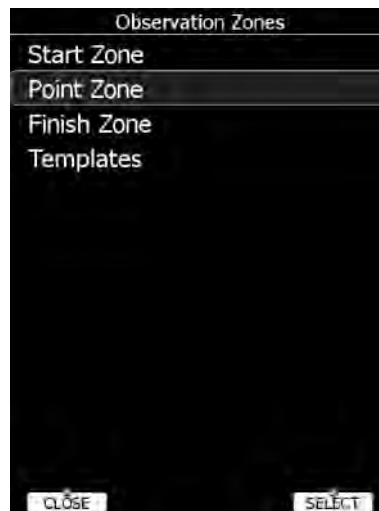 Observation Zones
Start Zone
Point Zone
Finish Zone
Templates
CLOSE
SELECT